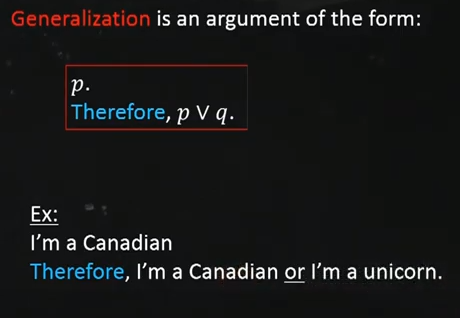 Generalization is an argument of the form:
p.
Therefore, p ∨ q.
Ex:
I'm a Canadian
Therefore, I'm a Canadian or I'm a unicorn.